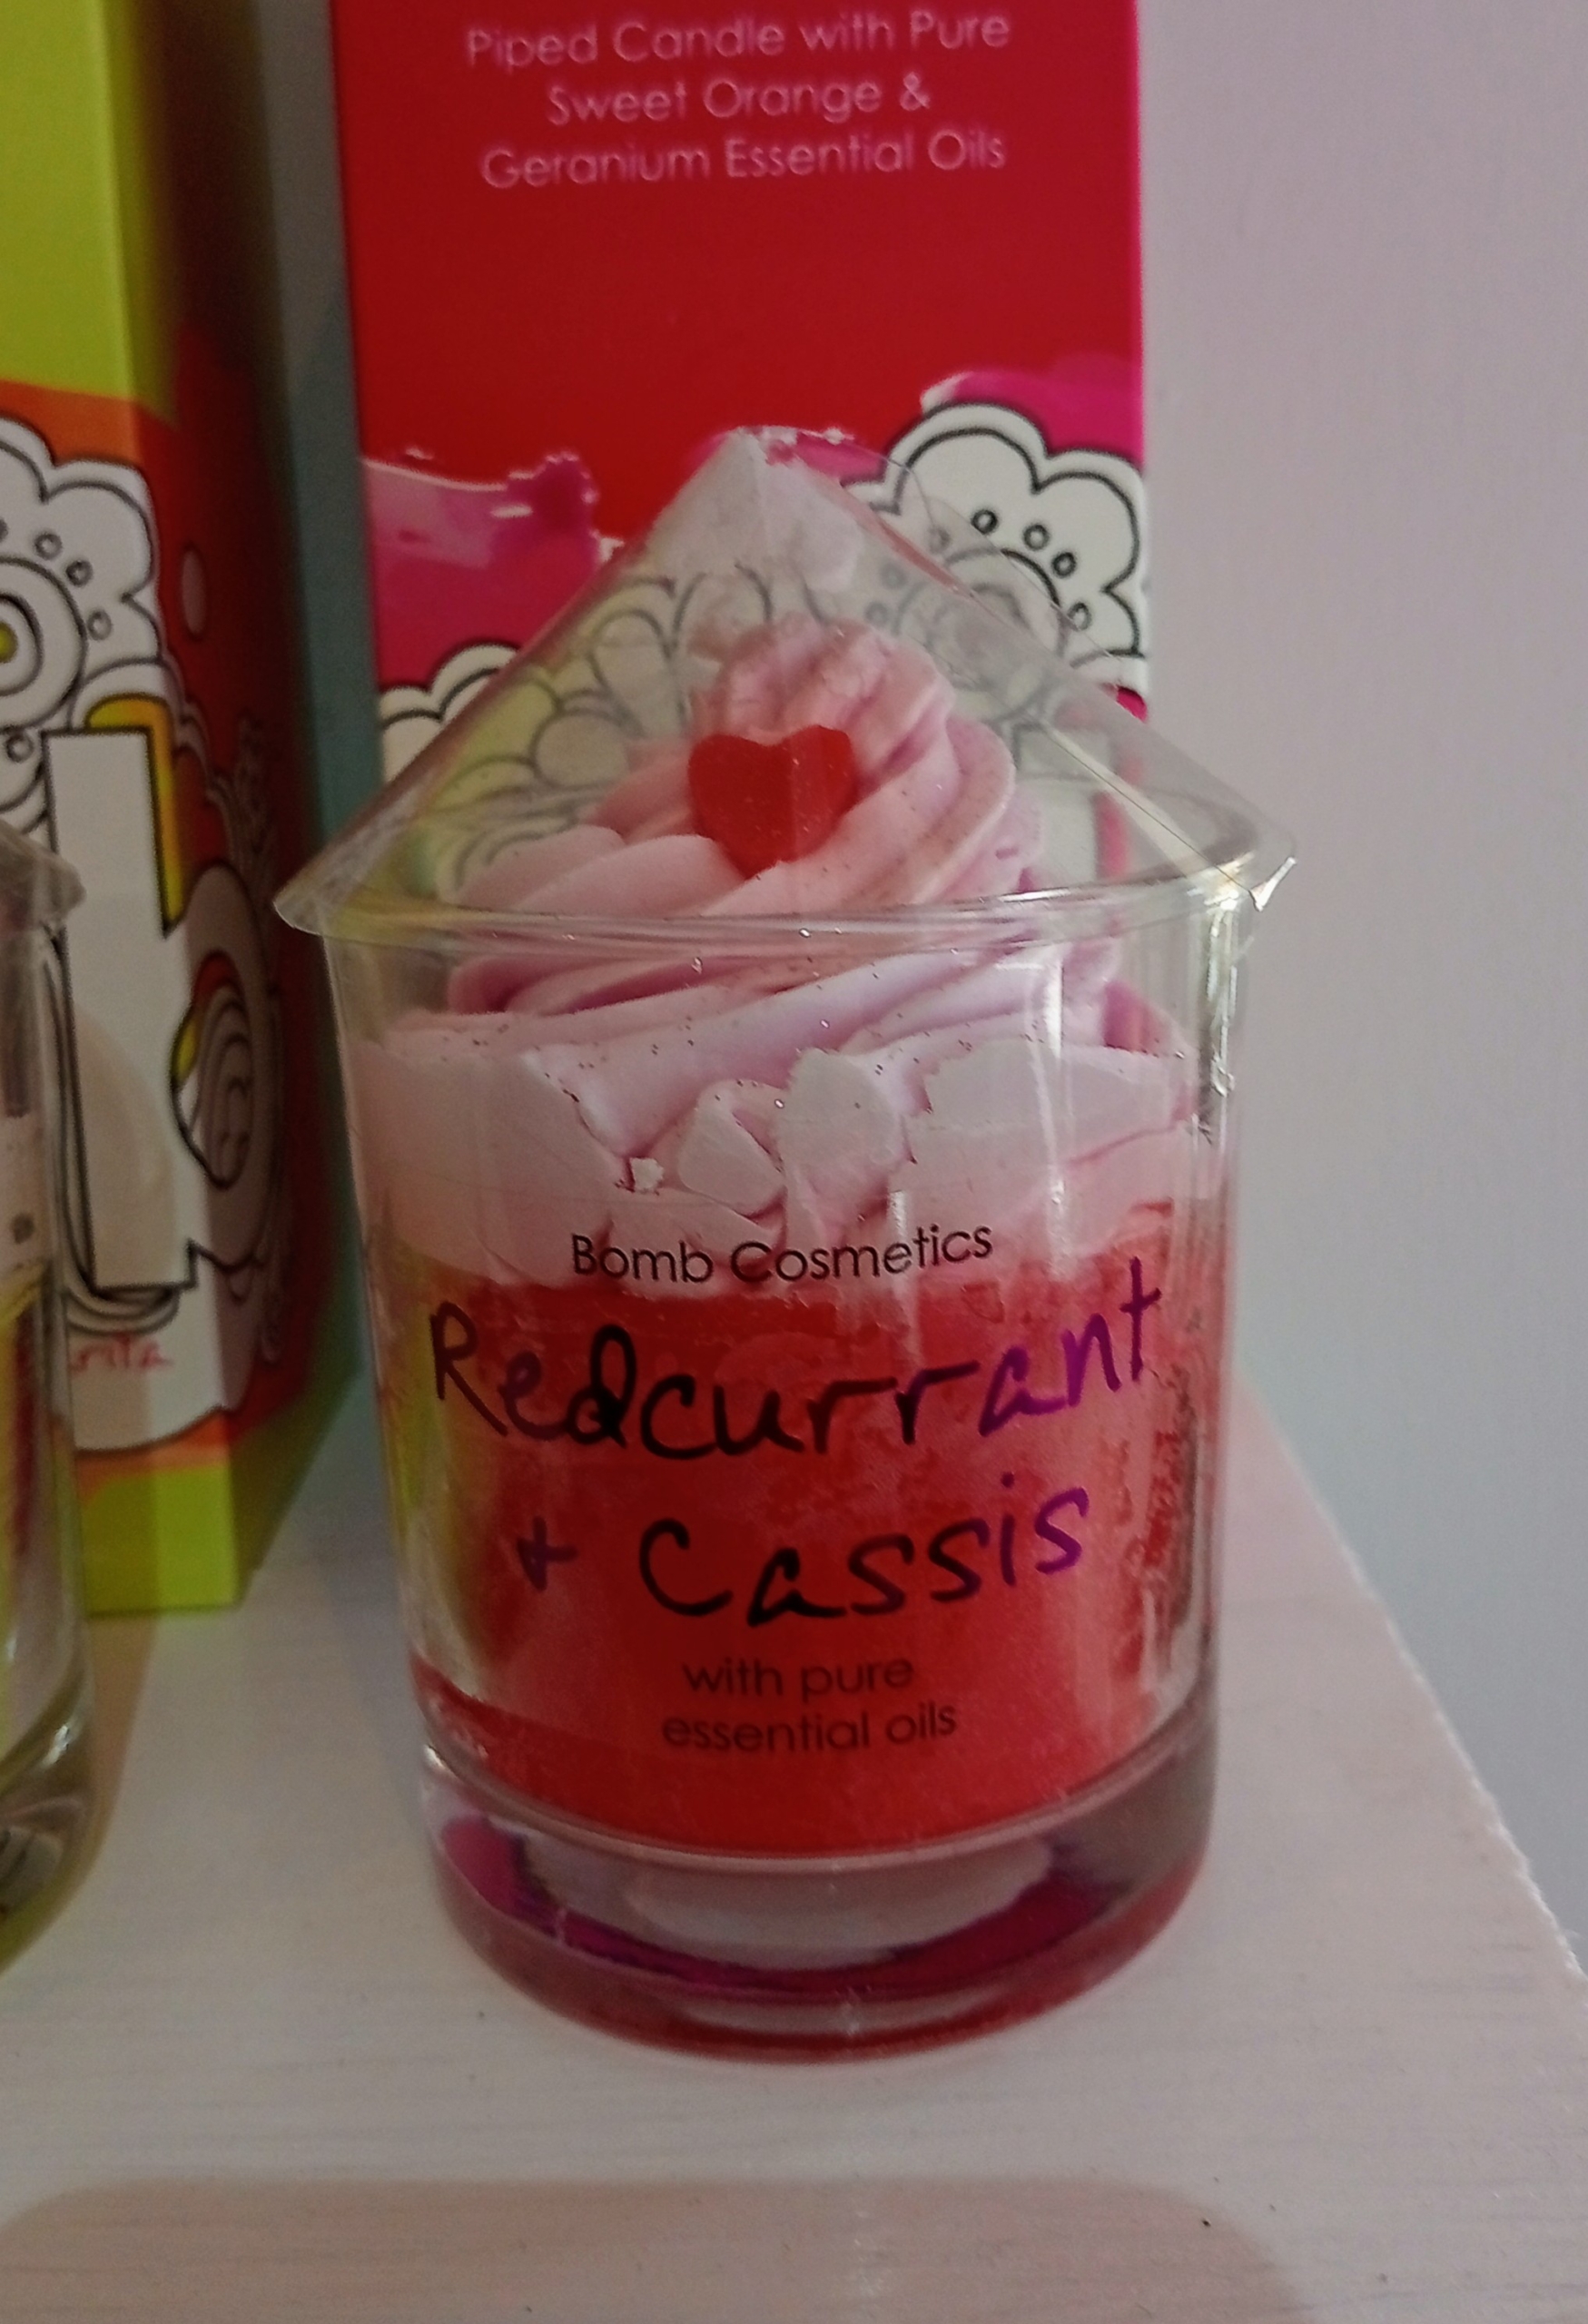 Piped Candle with Pure
Sweet Orange &
Geranium Essential Oils
Bomb Cosmetics
Redcurrant
+ Cassis
with pure
essential oils